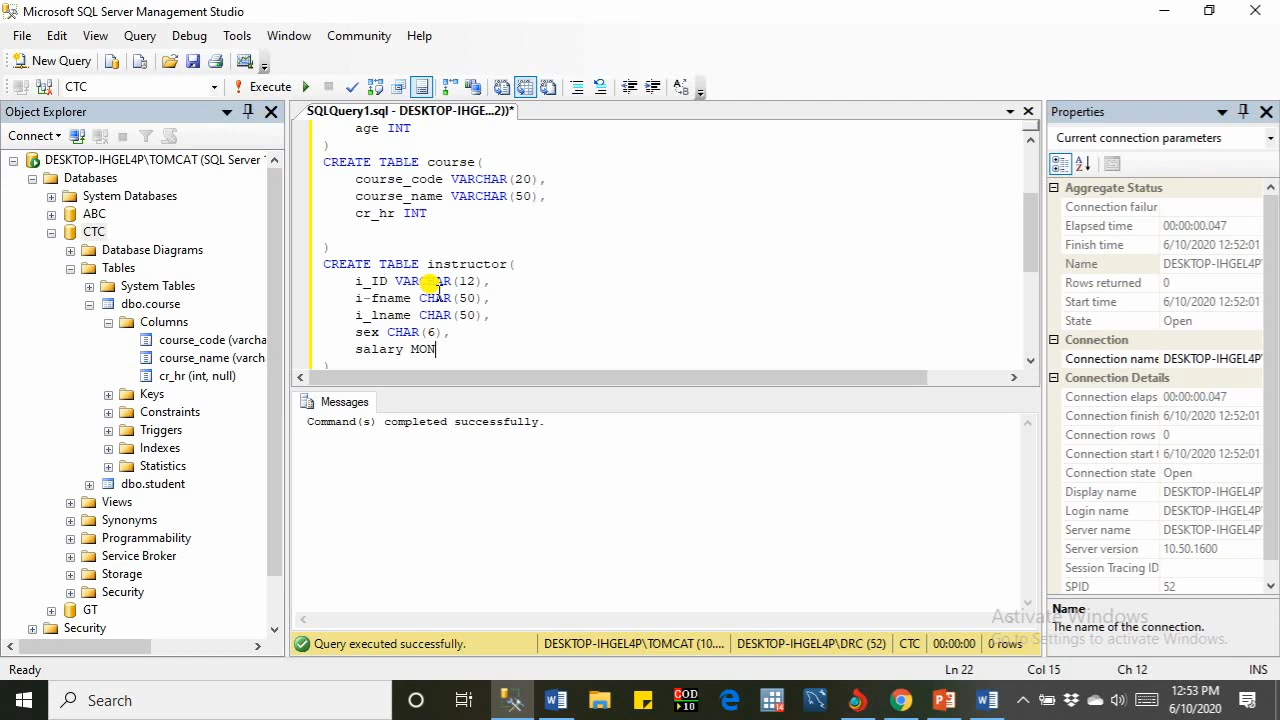 Microsoft SQL Server Management Studio
File Edit View Query Debug Tools Window Community Help
New Query
CTC Execute
Object Explorer
Connect
DESKTOP-IHGEL4P\TOMCAT (SQL Server
Databases
System Databases
ABC
CTC
Database Diagrams
Tables
System Tables
dbo.course
Columns
course_code (varcha
course_name (varch
cr_hr (int, null)
Keys
Constraints
Triggers
Indexes
Statistics
dbo.student
Views
Synonyms
Programmability
Service Broker
Storage
Security
GT
Security
SQLQuery1.sql - DESKTOP-IHGE...2))*
age INT
)
CREATE TABLE course(
course_code VARCHAR(20),
course_name VARCHAR(50),
cr_hr INT
)
CREATE TABLE instructor(
i_ID VARCHAR(12),
i-fname CHAR(50),
i_lname CHAR(50),
sex CHAR(6),
salary MON
)
Messages
Command(s) completed successfully.
Query executed successfully. DESKTOP-IHGEL4P\TOMCAT (10.... DESKTOP-IHGEL4P\DRC (52) CTC 00:00:00 0 rows
Properties
Current connection parameters
Aggregate Status
Connection failur
Elapsed time 00:00:00.047
Finish time 6/10/2020 12:52:01
Name DESKTOP-IHGEL4P\
Rows returned 0
Start time 6/10/2020 12:52:01
State Open
Connection
Connection name DESKTOP-IHGEL4P\
Connection Details
Connection elaps 00:00:00.047
Connection finish 6/10/2020 12:52:01
Connection rows 0
Connection start t 6/10/2020 12:52:01
Connection state Open
Display name DESKTOP-IHGEL4P\
Login name DESKTOP-IHGEL4P\
Server name DESKTOP-IHGEL4P\
Server version 10.50.1600
Session Tracing ID
SPID 52
Name
The name of the connection.
Activate Windows
Go to Settings to activate Windows.
Ready Ln 22 Col 15 Ch 12 INS
Search
COD
10
12:53 PM
6/10/2020